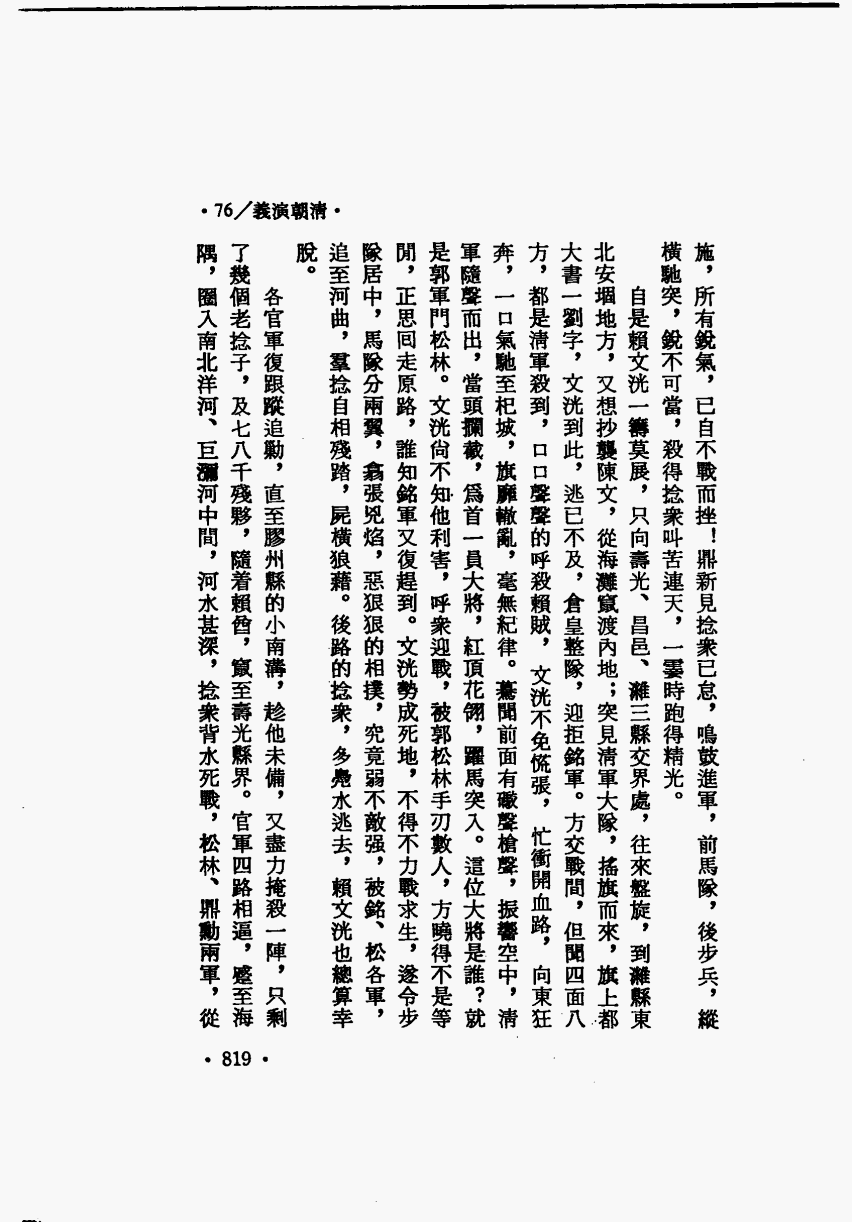 ·76／義演朝清·
施，所有銳氣，已自不戰而挫！鼎新見捻衆已怠，鳴鼓進軍，前馬隊，後步兵，縱
橫馳突，銳不可當，殺得捻衆叫苦連天，一霎時跑得精光。
自是賴文洸一籌莫展，只向壽光、昌邑、濰三縣交界處，往來盤旋，到濰縣東
北安堌地方，又想抄襲陳文，從海灘竄渡內地；突見清軍大隊，搖旗而來，旗上都
大書一劉字，文洸到此，逃已不及，倉皇整隊，迎拒銘軍。方交戰間，但聞四面八
方，都是清軍殺到，口口聲聲的呼殺賴賊，文洸不免慌張，忙衝開血路，向東狂
奔，一口氣馳至杞城，旗靡轍亂，毫無紀律。驀聞前面有礮聲槍聲，振響空中，清
軍隨聲而出，當頭攔截，爲首一員大將，紅頂花翎，躍馬突入。這位大將是誰？就
是郭軍門松林。文洸尙不知他利害，呼衆迎戰，被郭松林手刃數人，方曉得不是等
閒，正思回走原路，誰知銘軍又復趕到。文洸勢成死地，不得不力戰求生，遂令步
隊居中，馬隊分兩翼，翕張兇焰，惡狠狠的相撲，究竟弱不敵强，被銘、松各軍，
追至河曲，羣捻自相殘踏，屍橫狼藉。後路的捻衆，多鳧水逃去，賴文洸也總算幸
脫。
各官軍復跟蹤追勦，直至膠州縣的小南溝，趁他未備，又盡力掩殺一陣，只剩
了幾個老捻子，及七八千殘夥，隨着賴酋，竄至壽光縣界。官軍四路相逼，蹙至海
隅，圈入南北洋河、巨瀰河中間，河水甚深，捻衆背水死戰，松林、鼎勳兩軍，從
·819·